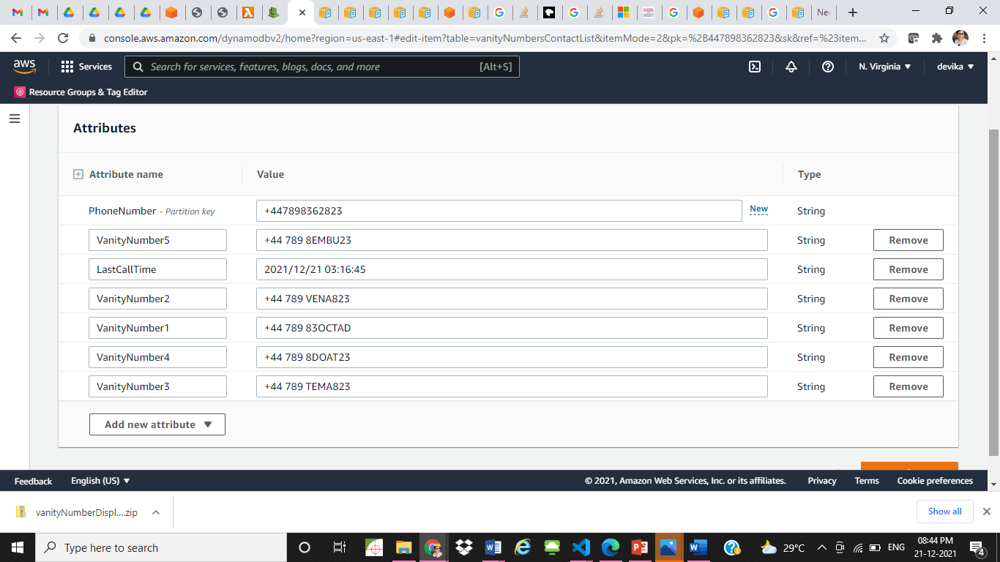 New
console.aws.amazon.com/dynamodbv2/home?region=us-east-1#edit-item?table=vanityNumbersContactList&itemMode=2&pk=%2B447898362823&sk&ref=%23item...
aws Services Search for services, features, blogs, docs, and more [Alt+S] N. Virginia devika
Resource Groups & Tag Editor
Attributes
Attribute name Value Type
PhoneNumber - Partition key +447898362823 New String
VanityNumber5 +44 789 8EMBU23 String Remove
LastCallTime 2021/12/21 03:16:45 String Remove
VanityNumber2 +44 789 VENA823 String Remove
VanityNumber1 +44 789 83OCTAD String Remove
VanityNumber4 +44 789 8DOAT23 String Remove
VanityNumber3 +44 789 TEMA823 String Remove
Add new attribute
Feedback English (US) © 2021, Amazon Web Services, Inc. or its affiliates. Privacy Terms Cookie preferences
vanityNumberDispl....zip Show all
Type here to search 29°C ENG 08:44 PM
21-12-2021 4